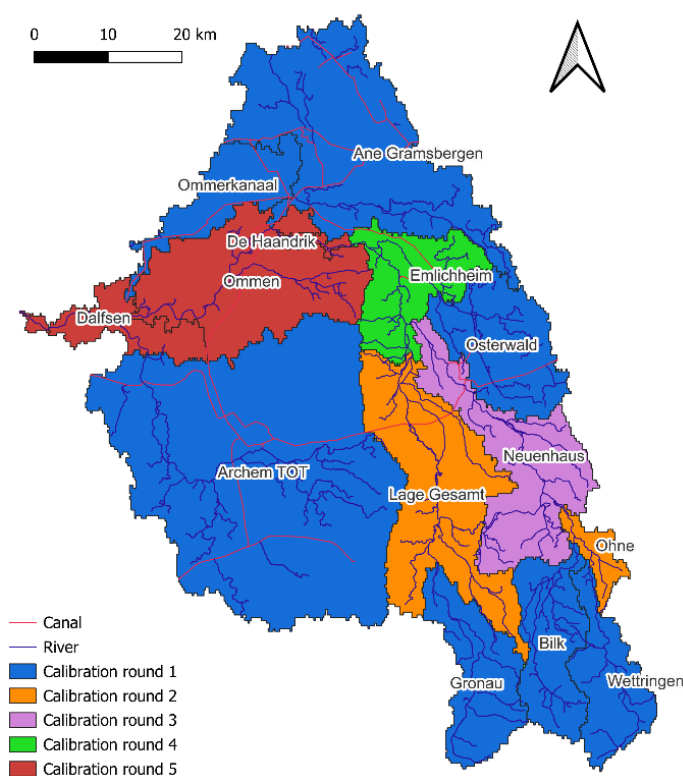 0 10 20 km
Ane Gramsbergen
Ommerkanaal
De Haandrik
Emlichheim
Ommen
Dalfsen
Osterwald
Neuenhaus
Archem TOT
Lage Gesamt
Ohne
Bilk
Gronau
Wettringen
Canal
River
Calibration round 1
Calibration round 2
Calibration round 3
Calibration round 4
Calibration round 5